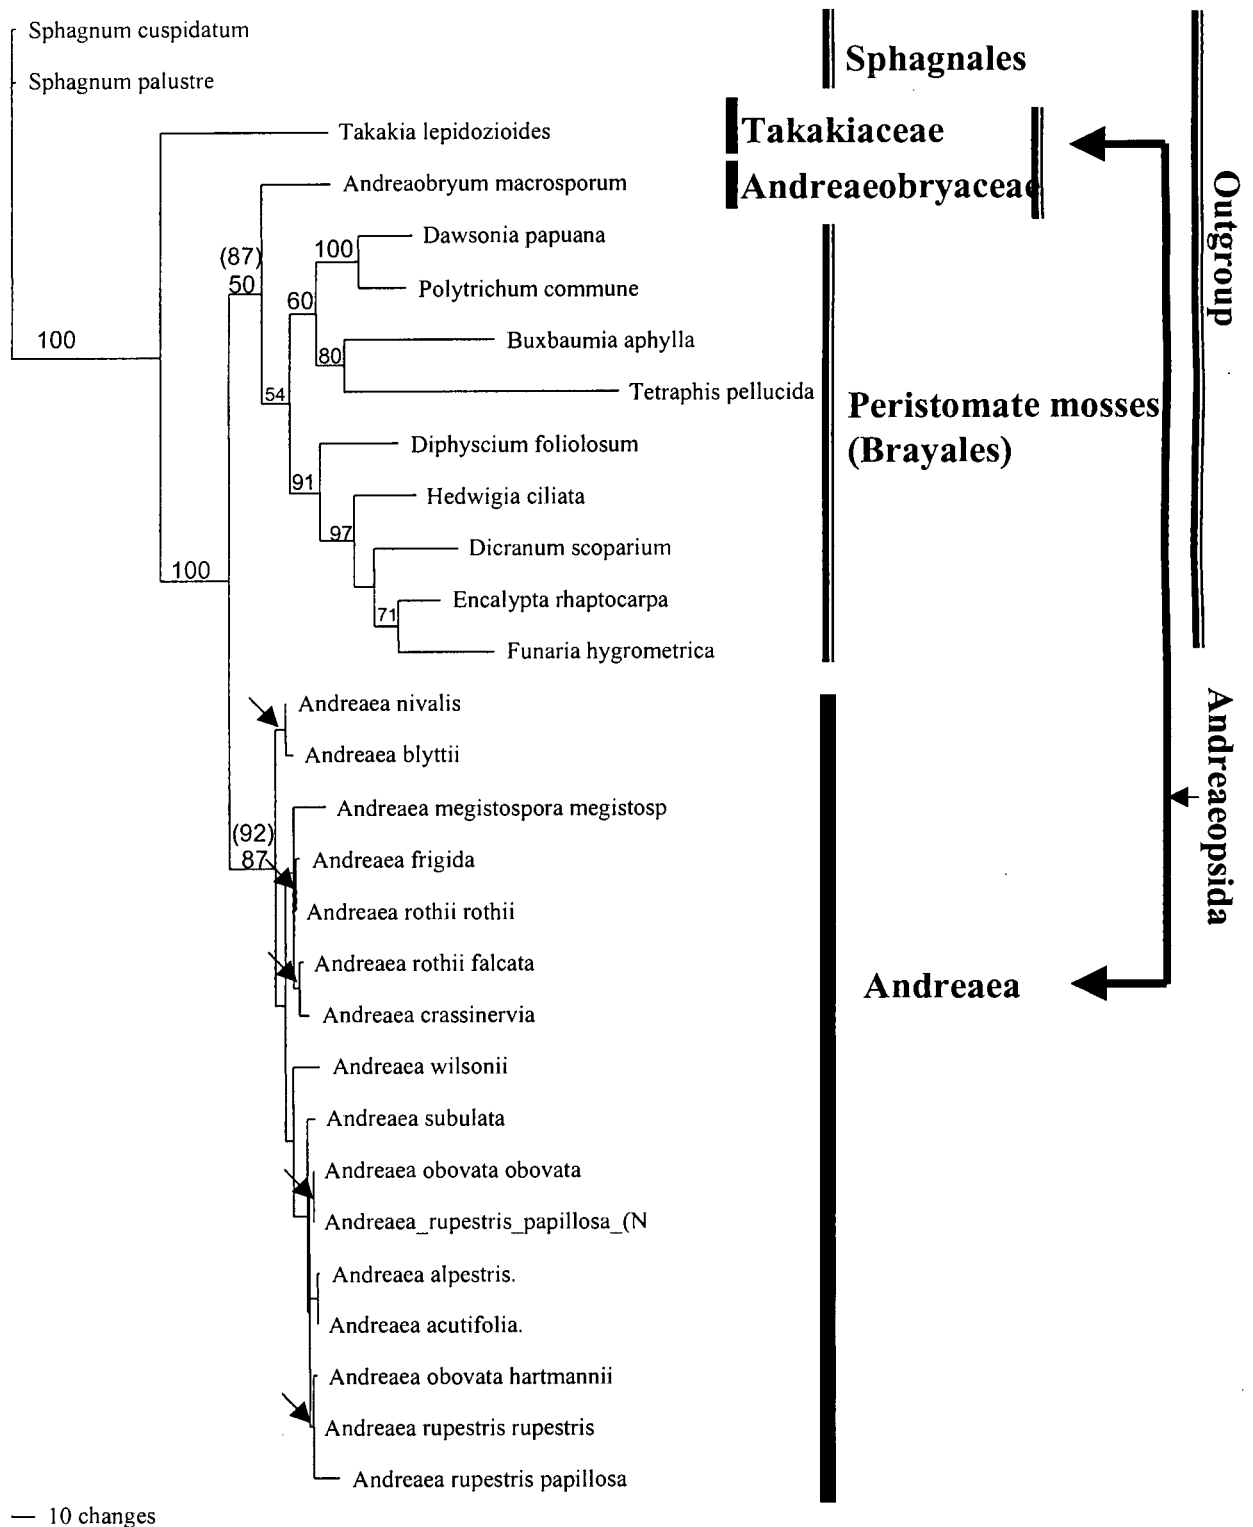 Sphagnum cuspidatum
Sphagnum palustre
Sphagnales
Takakia lepidozioides
Takakiaceae
Andreaobryum macrosporum
Andreaeobryaceae
Outgroup
Dawsonia papuana
100
(87)
50
Polytrichum commune
60
100
Buxbaumia aphylla
80
Tetraphis pellucida
54
Peristomate mosses
(Brayales)
Diphyscium foliolosum
91
Hedwigia ciliata
97
Dicranum scoparium
100
Encalypta rhaptocarpa
71
Funaria hygrometrica
Andreaea nivalis
Andreaea blyttii
Andreaeopsida
Andreaea megistospora megistosp
(92)
87
Andreaea frigida
Andreaea rothii rothii
Andreaea rothii falcata
Andreaea
Andreaea crassinervia
Andreaea wilsonii
Andreaea subulata
Andreaea obovata obovata
Andreaea_rupestris_papillosa_(N
Andreaea alpestris.
Andreaea acutifolia.
Andreaea obovata hartmannii
Andreaea rupestris rupestris
Andreaea rupestris papillosa
10 changes